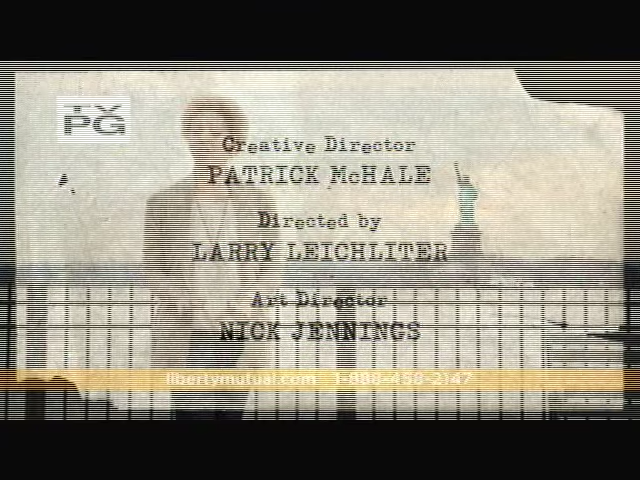 TV
PG
Creative Director
PATRICK McHALE
Directed by
LARRY LEICHLITER
Art Director
NICK JENNINGS
libertymutual.com 1-888-458-2147